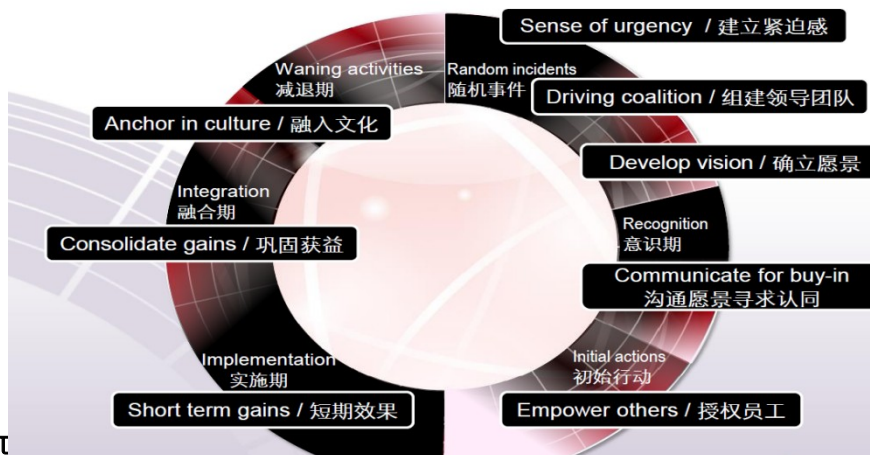 Sense of urgency / 建立紧迫感
Waning activities
减退期
Random incidents
随机事件
Driving coalition / 组建领导团队
Anchor in culture / 融入文化
Develop vision / 确立愿景
Integration
融合期
Recognition
意识期
Consolidate gains / 巩固获益
Communicate for buy-in
沟通愿景寻求认同
Implementation
实施期
Initial actions
初始行动
Short term gains / 短期效果
Empower others / 授权员工